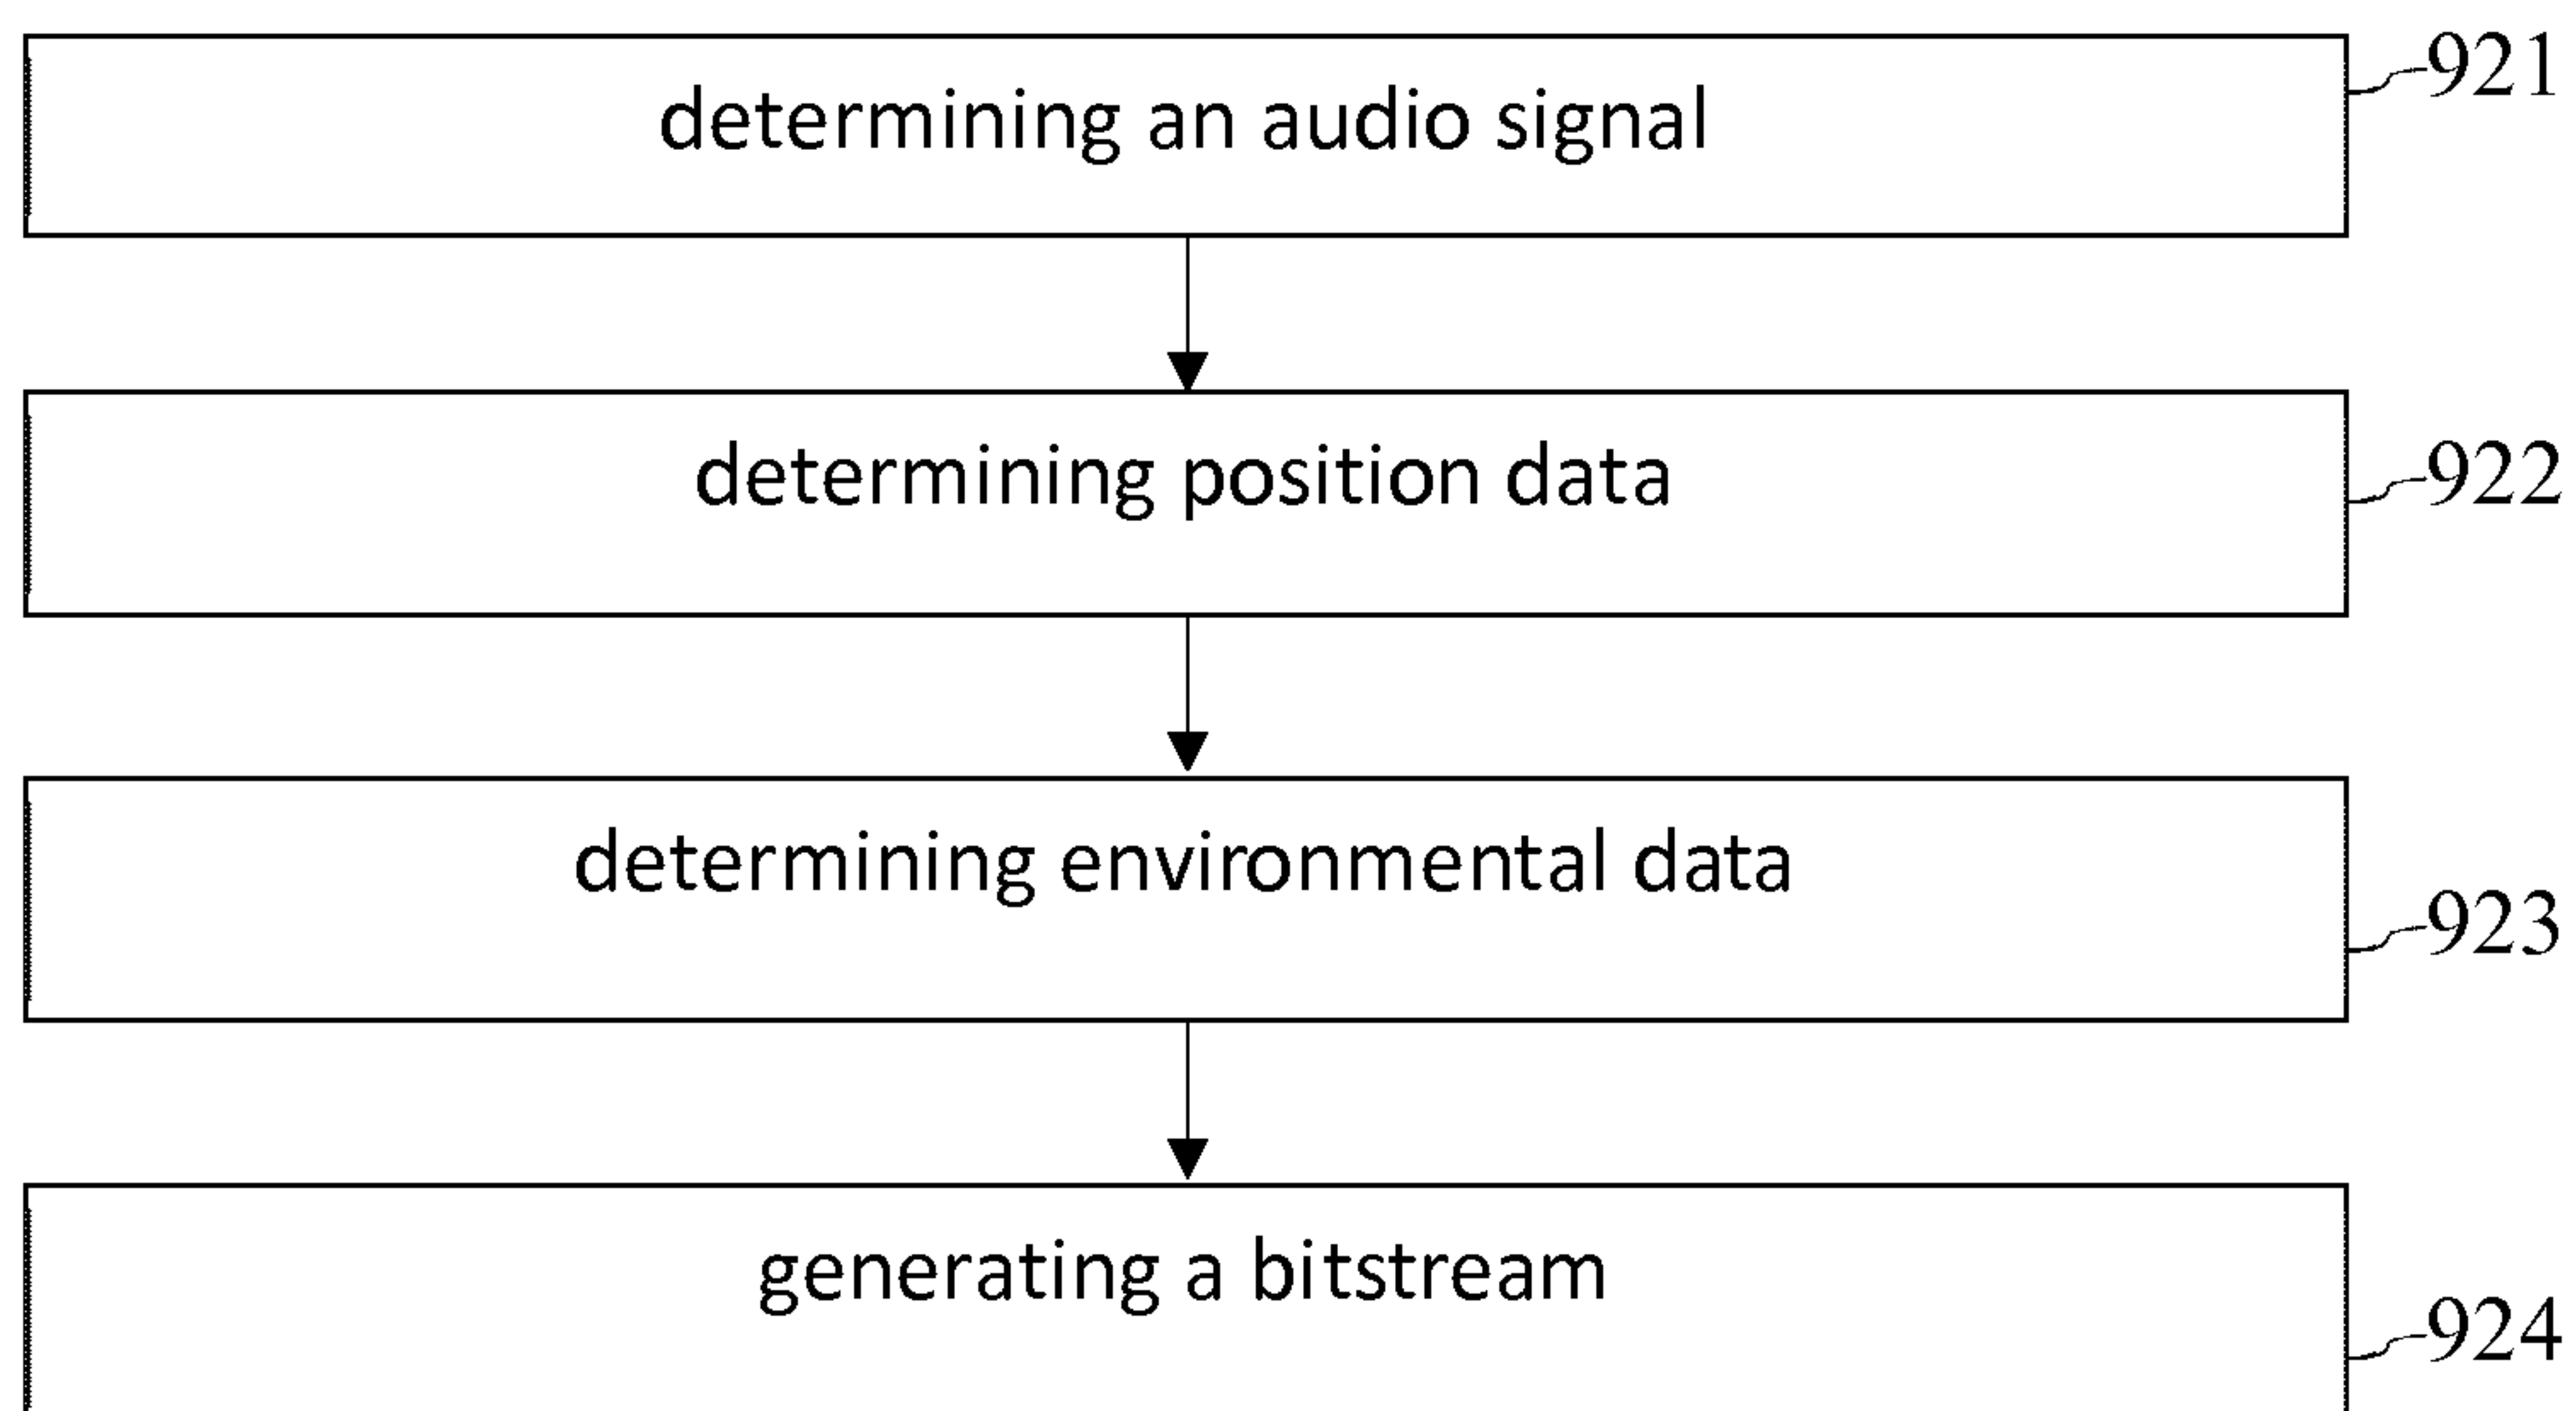 determining an audio signal
921
determining position data
922
determining environmental data
923
generating a bitstream
924